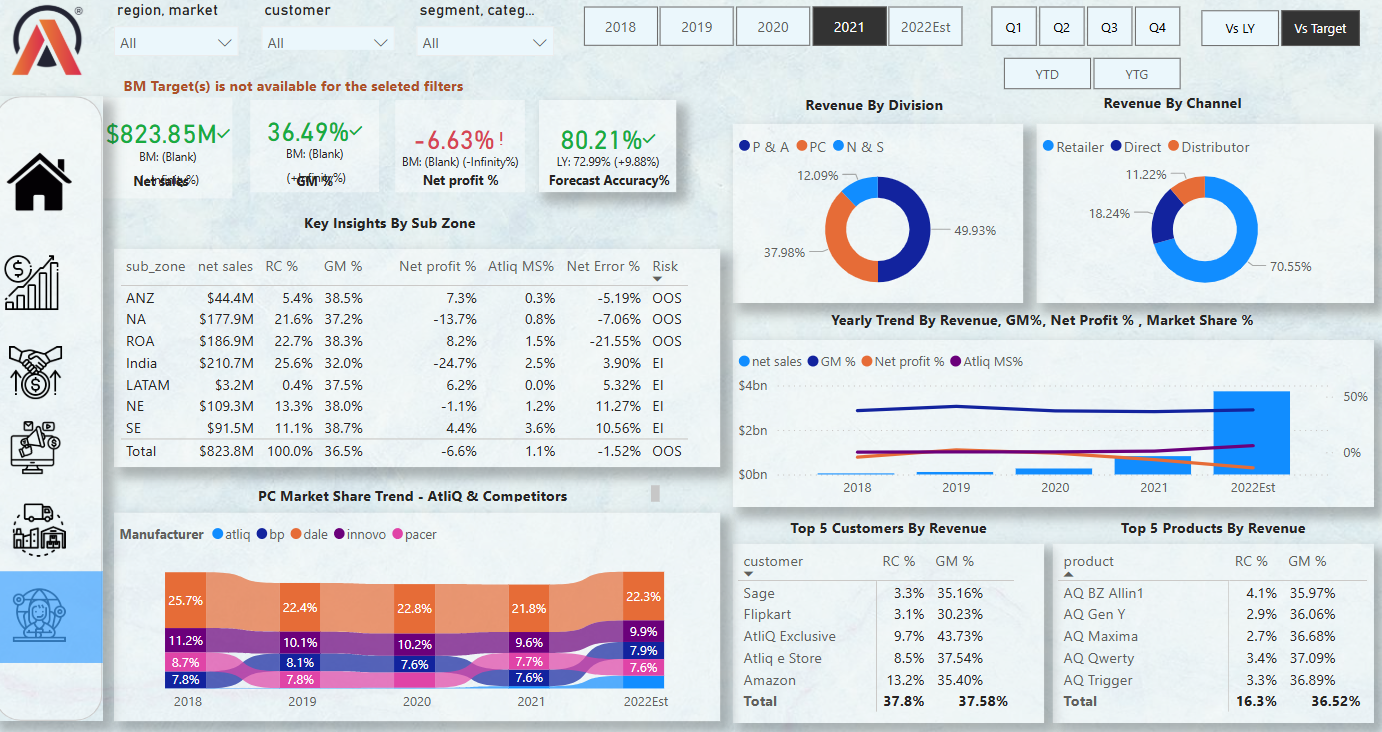 region, market
customer
segment, categ...
All
All
All
2018
2019
2020
2021
2022Est
Q1
Q2
Q3
Q4
Vs LY
Vs Target
YTD
YTG
BM Target(s) is not available for the seleted filters
$823.85M
BM: (Blank)
Net sales
36.49%
BM: (Blank)
(+Infinity%)
GM %
-6.63% !
BM: (Blank) (-Infinity%)
Net profit %
80.21%
LY: 72.99% (+9.88%)
Forecast Accuracy%
Revenue By Division
P & A PC N & S
12.09%
49.93%
37.98%
Revenue By Channel
Retailer Direct Distributor
11.22%
18.24%
70.55%
Key Insights By Sub Zone
sub_zone net sales RC % GM % Net profit % Atliq MS% Net Error % Risk
ANZ $44.4M 5.4% 38.5% 7.3% 0.3% -5.19% OOS
NA $177.9M 21.6% 37.2% -13.7% 0.8% -7.06% OOS
ROA $186.9M 22.7% 38.3% 8.2% 1.5% -21.55% OOS
India $210.7M 25.6% 32.0% -24.7% 2.5% 3.90% EI
LATAM $3.2M 0.4% 37.5% 6.2% 0.0% 5.32% EI
NE $109.3M 13.3% 38.0% -1.1% 1.2% 11.27% EI
SE $91.5M 11.1% 38.7% 4.4% 3.6% 10.56% EI
Total $823.8M 100.0% 36.5% -6.6% 1.1% -1.52% OOS
Yearly Trend By Revenue, GM%, Net Profit % , Market Share %
net sales GM % Net profit % Atliq MS%
$4bn
50%
$2bn
0%
$0bn
2018 2019 2020 2021 2022Est
PC Market Share Trend - AtliQ & Competitors
Manufacturer atliq bp dale innovo pacer
25.7% 22.4% 22.8% 21.8% 22.3%
11.2% 10.1% 10.2% 9.6% 9.9%
8.7% 8.1% 7.6% 7.7% 7.9%
7.8% 7.8% 7.6% 7.6%
2018 2019 2020 2021 2022Est
Top 5 Customers By Revenue
customer RC % GM %
Sage 3.3% 35.16%
Flipkart 3.1% 30.23%
AtliQ Exclusive 9.7% 43.73%
Atliq e Store 8.5% 37.54%
Amazon 13.2% 35.40%
Total 37.8% 37.58%
Top 5 Products By Revenue
product RC % GM %
AQ BZ Allin1 4.1% 35.97%
AQ Gen Y 2.9% 36.06%
AQ Maxima 2.7% 36.68%
AQ Qwerty 3.4% 37.09%
AQ Trigger 3.3% 36.89%
Total 16.3% 36.52%